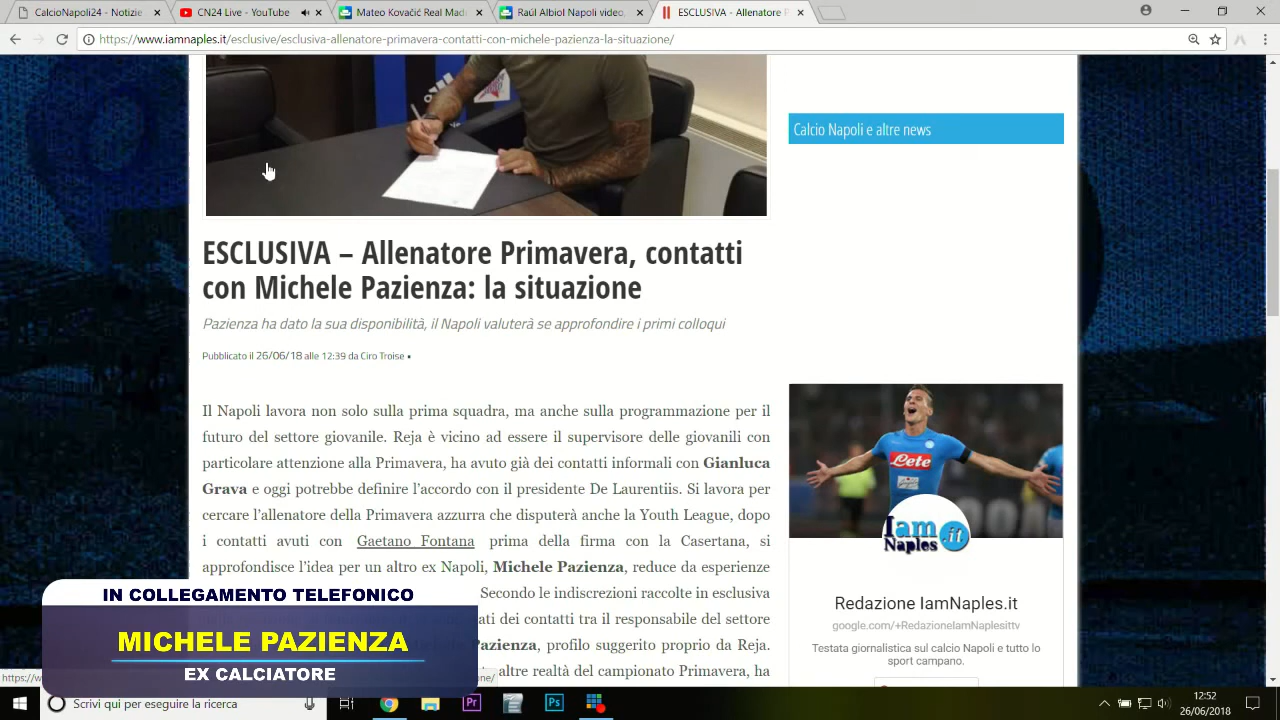 CalcioNapoli24 - Notizie
CN24 Live
Mateo Kovačić Real Mad
Raúl Albiol Napoli video,
ESCLUSIVA - Allenatore P
https://www.iamnaples.it/esclusive/esclusiva-allenatore-primavera-contatti-con-michele-pazienza-la-situazione/
Calcio Napoli e altre news
ESCLUSIVA – Allenatore Primavera, contatti
con Michele Pazienza: la situazione
Pazienza ha dato la sua disponibilità, il Napoli valuterà se approfondire i primi colloqui
Pubblicato il 26/06/18 alle 12:39 da Ciro Troise •
Il Napoli lavora non solo sulla prima squadra, ma anche sulla programmazione per il
futuro del settore giovanile. Reja è vicino ad essere il supervisore delle giovanili con
particolare attenzione alla Primavera, ha avuto già dei contatti informali con Gianluca
Grava e oggi potrebbe definire l'accordo con il presidente De Laurentiis. Si lavora per
cercare l'allenatore della Primavera azzurra che disputerà anche la Youth League, dopo
i contatti avuti con Gaetano Fontana prima della firma con la Casertana, si
approfondisce l'idea per un altro ex Napoli, Michele Pazienza, reduce da esperienze
Secondo le indiscrezioni raccolte in esclusiva
ati dei contatti tra il responsabile del settore
Pazienza, profilo suggerito proprio da Reja.
altre realtà del campionato Primavera, ha
Lete
Iam
Naples
.it
Redazione IamNaples.it
google.com/+RedazioneIamNaplesittv
Testata giornalistica sul calcio Napoli e tutto lo
sport campano.
IN COLLEGAMENTO TELEFONICO
MICHELE PAZIENZA
EX CALCIATORE
https://w
ne/
Scrivi qui per eseguire la ricerca
Pr
Ps
12:52
26/06/2018